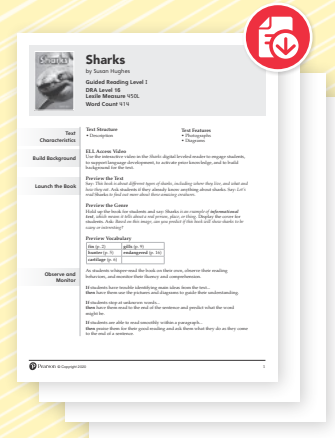 Sharks
Sharks
by Susan Hughes
Guided Reading Level I
DRA Level 16
Lexile Measure 450L
Word Count 414
Text
Characteristics
Text Structure
• Description
Text Features
• Photographs
• Diagrams
Build Background
ELL Access Video
Use the interactive video in the Sharks digital leveled reader to engage students,
to support language development, to activate prior knowledge, and to build
background for the text.
Launch the Book
Preview the Text
Say: This book is about different types of sharks, including where they live, and what and
how they eat. Ask students if they already know anything about sharks. Say: Let's
read Sharks to find out more about these amazing creatures.
Preview the Genre
Hold up the book for students and say: Sharks is an example of informational
text, which means it tells about a real person, place, or thing. Display the cover for
students. Ask: Based on this image, can you predict if this book will show sharks to be
scary or interesting?
Preview Vocabulary
fin (p. 2) gills (p. 9)
hunter (p. 9) endangered (p. 16)
cartilage (p. 6)
Observe and
Monitor
As students whisper-read the book on their own, observe their reading
behaviors, and monitor their fluency and comprehension.
If students have trouble identifying main ideas from the text...
then have them use the pictures and diagrams to guide their understanding.
If students stop at unknown words...
then have them read to the end of the sentence and predict what the word
might be.
If students are able to read smoothly within a paragraph...
then praise them for their good reading and ask them what they do as they come
to the end of a sentence.
Pearson © Copyright 2020
1